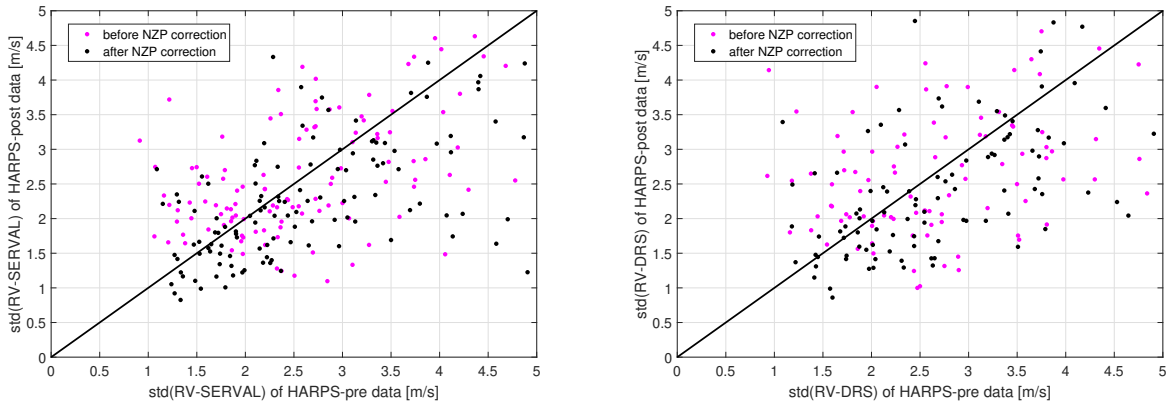 5
4.5
4
3.5
3
2.5
2
1.5
1
0.5
0
std(RV-SERVAL) of HARPS-post data [m/s]
before NZP correction
after NZP correction
0 0.5 1 1.5 2 2.5 3 3.5 4 4.5 5
std(RV-SERVAL) of HARPS-pre data [m/s]
5
4.5
4
3.5
3
2.5
2
1.5
1
0.5
0
std(RV-DRS) of HARPS-post data [m/s]
before NZP correction
after NZP correction
0 0.5 1 1.5 2 2.5 3 3.5 4 4.5 5
std(RV-DRS) of HARPS-pre data [m/s]